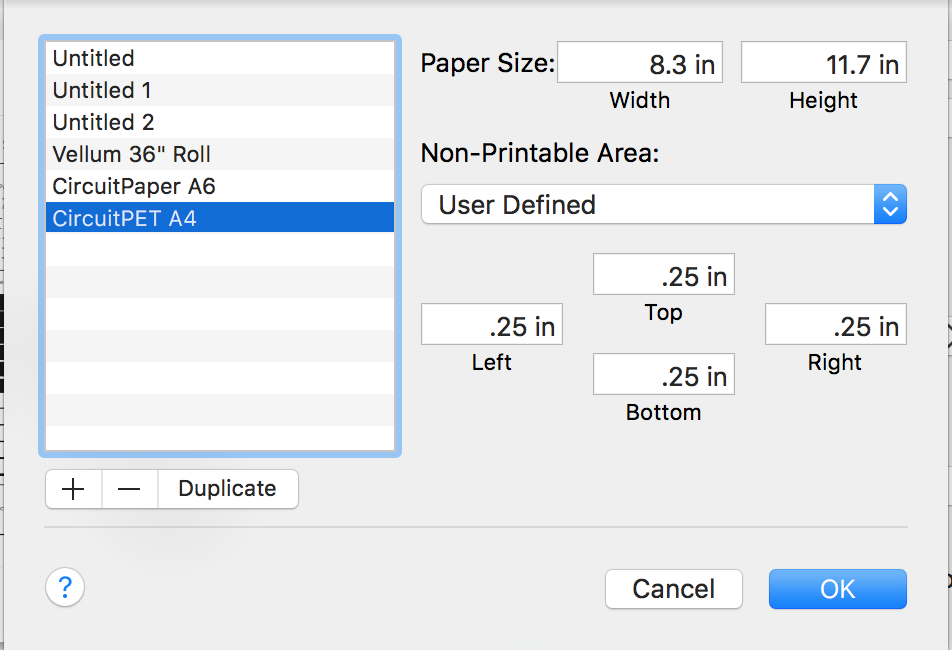 Untitled
Untitled 1
Untitled 2
Vellum 36" Roll
CircuitPaper A6
CircuitPET A4
Duplicate
?
Paper Size: 8.3 in 11.7 in
Width Height
Non-Printable Area:
User Defined
.25 in
Top
.25 in .25 in
Left Right
.25 in
Bottom
Cancel OK